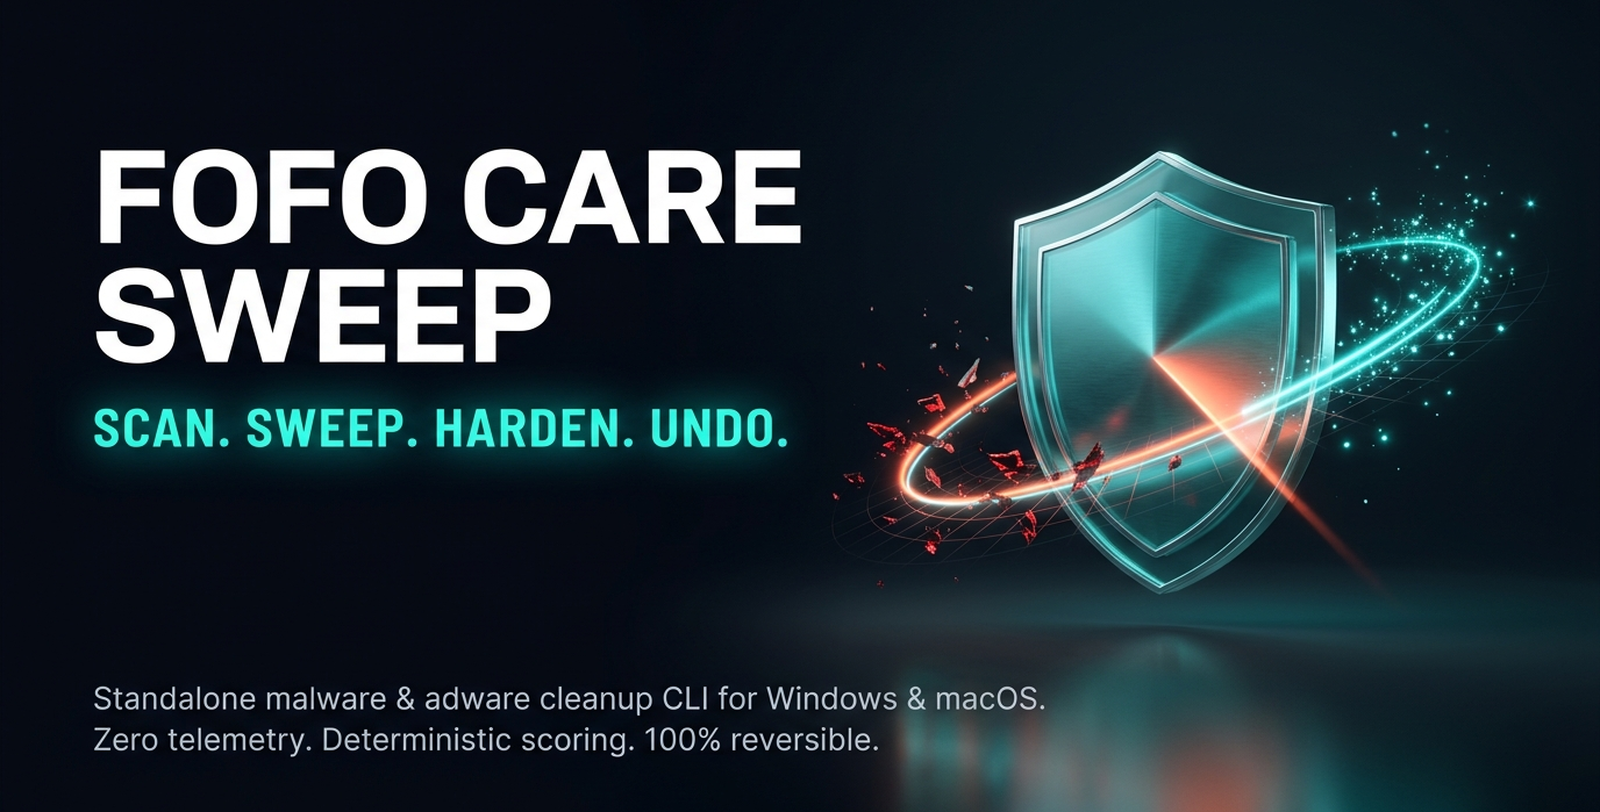 FOFO CARE
SWEEP
SCAN. SWEEP. HARDEN. UNDO.
Standalone malware & adware cleanup CLI for Windows & macOS.
Zero telemetry. Deterministic scoring. 100% reversible.